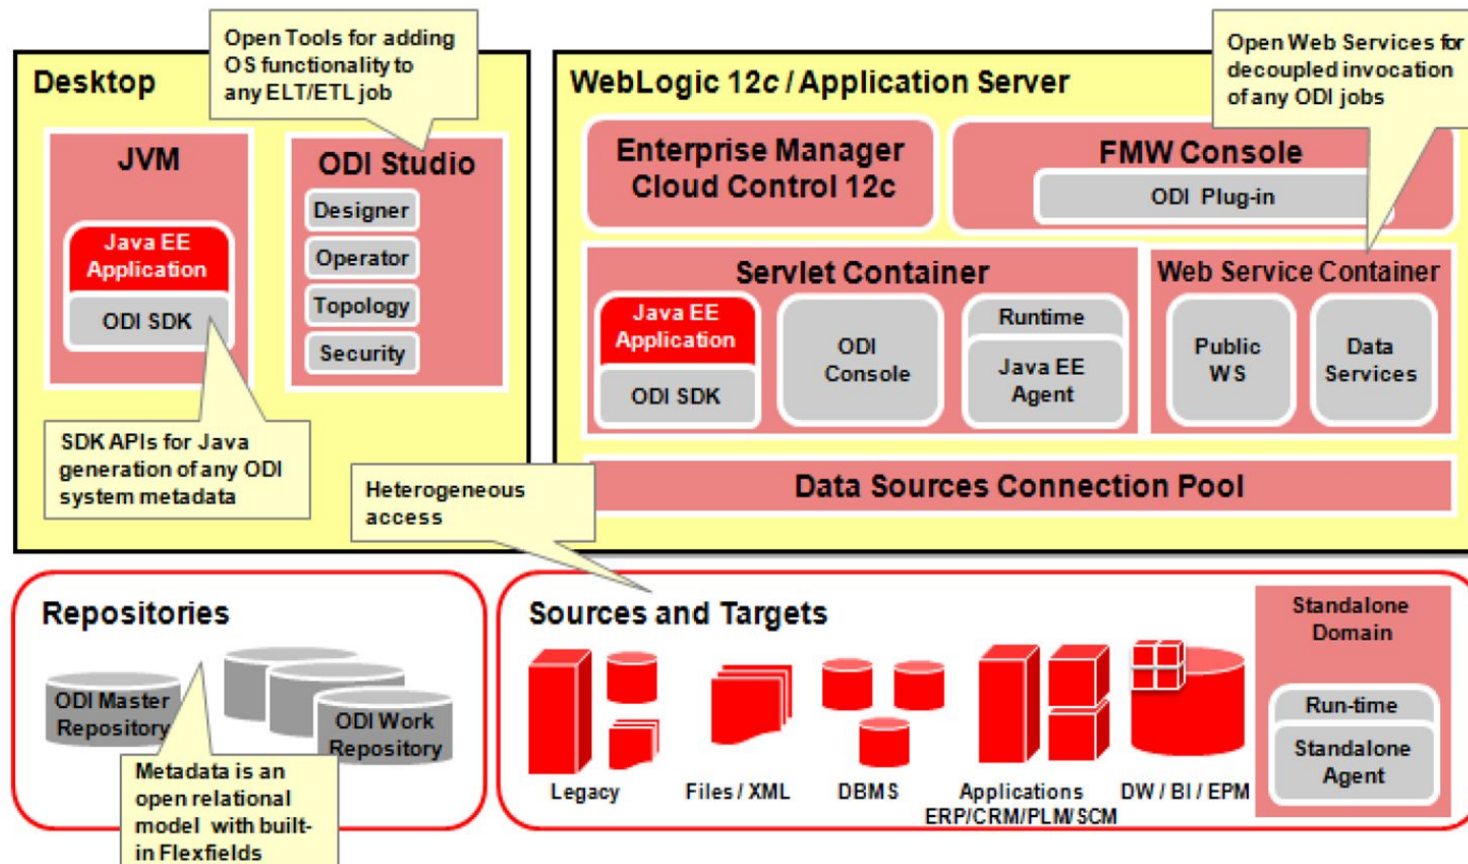 Open Tools for adding
OS functionality to
any ELT/ETL job
Open Web Services for
decoupled invocation
of any ODI jobs
Desktop
JVM
Java EE
Application
ODI SDK
ODI Studio
Designer
Operator
Topology
Security
SDK APIs for Java
generation of any ODI
system metadata
WebLogic 12c / Application Server
Enterprise Manager
Cloud Control 12c
FMW Console
ODI Plug-in
Servlet Container
Java EE
Application
ODI SDK
ODI
Console
Runtime
Java EE
Agent
Web Service Container
Public
WS
Data
Services
Data Sources Connection Pool
Heterogeneous
access
Repositories
ODI Master
Repository
ODI Work
Repository
Metadata is an
open relational
model with built-
in Flexfields
Sources and Targets
Legacy
Files / XML
DBMS
Applications
ERP/CRM/PLM/SCM
DW / BI / EPM
Standalone
Domain
Run-time
Standalone
Agent